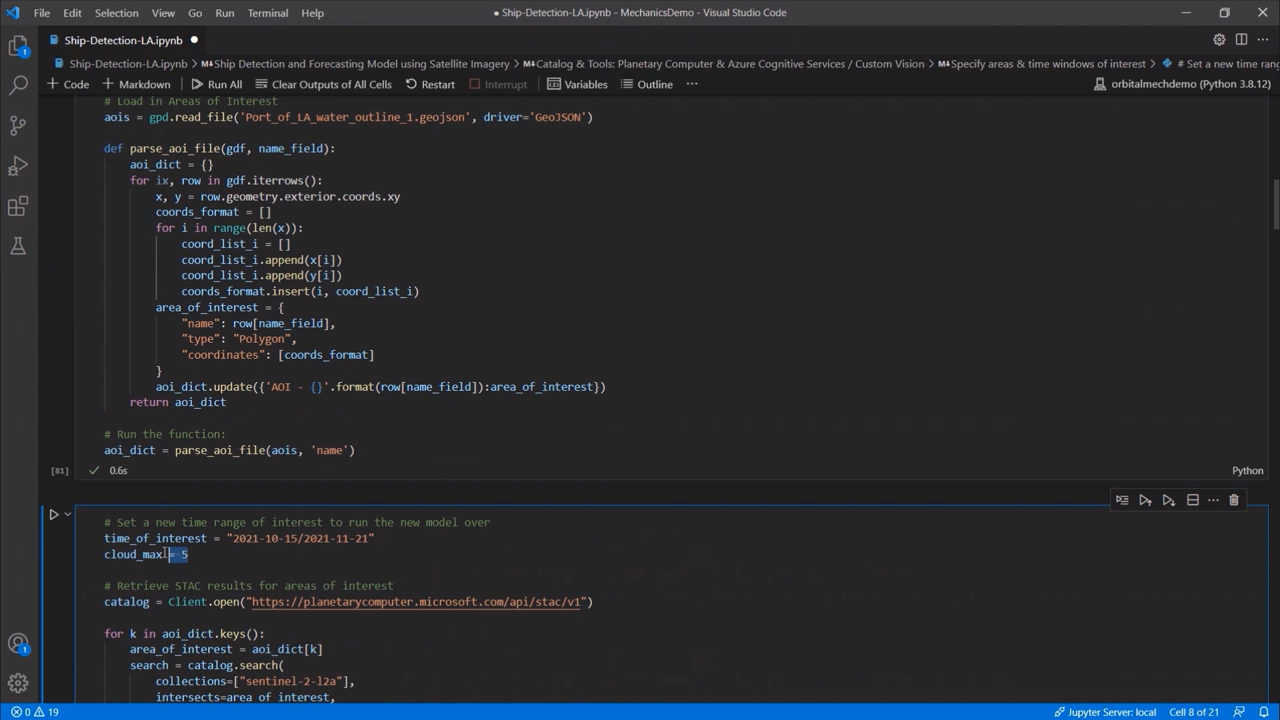 File Edit Selection View Go Run Terminal Help ● Ship-Detection-LA.ipynb - MechanicsDemo - Visual Studio Code
Ship-Detection-LA.ipynb ●
Ship-Detection-LA.ipynb > Ship Detection and Forecasting Model using Satellite Imagery > Catalog & Tools: Planetary Computer & Azure Cognitive Services / Custom Vision > Specify areas & time windows of interest > # Set a new time rang
+ Code + Markdown Run All Clear Outputs of All Cells Restart Interrupt Variables Outline ... orbitalmechdemo (Python 3.8.12)
# Load in Areas of Interest
aois = gpd.read_file('Port_of_LA_water_outline_1.geojson', driver='GeoJSON')
def parse_aoi_file(gdf, name_field):
aoi_dict = {}
for ix, row in gdf.iterrows():
x, y = row.geometry.exterior.coords.xy
coords_format = []
for i in range(len(x)):
coord_list_i = []
coord_list_i.append(x[i])
coord_list_i.append(y[i])
coords_format.insert(i, coord_list_i)
area_of_interest = {
"name": row[name_field],
"type": "Polygon",
"coordinates": [coords_format]
}
aoi_dict.update({'AOI - {}'.format(row[name_field]):area_of_interest})
return aoi_dict
# Run the function:
aoi_dict = parse_aoi_file(aois, 'name')
[81] ✓ 0.6s Python
# Set a new time range of interest to run the new model over
time_of_interest = "2021-10-15/2021-11-21"
cloud_max = 5
# Retrieve STAC results for areas of interest
catalog = Client.open("https://planetarycomputer.microsoft.com/api/stac/v1")
for k in aoi_dict.keys():
area_of_interest = aoi_dict[k]
search = catalog.search(
collections=["sentinel-2-l2a"],
intersects=area_of_interest,
0 19 Jupyter Server: local Cell 8 of 21